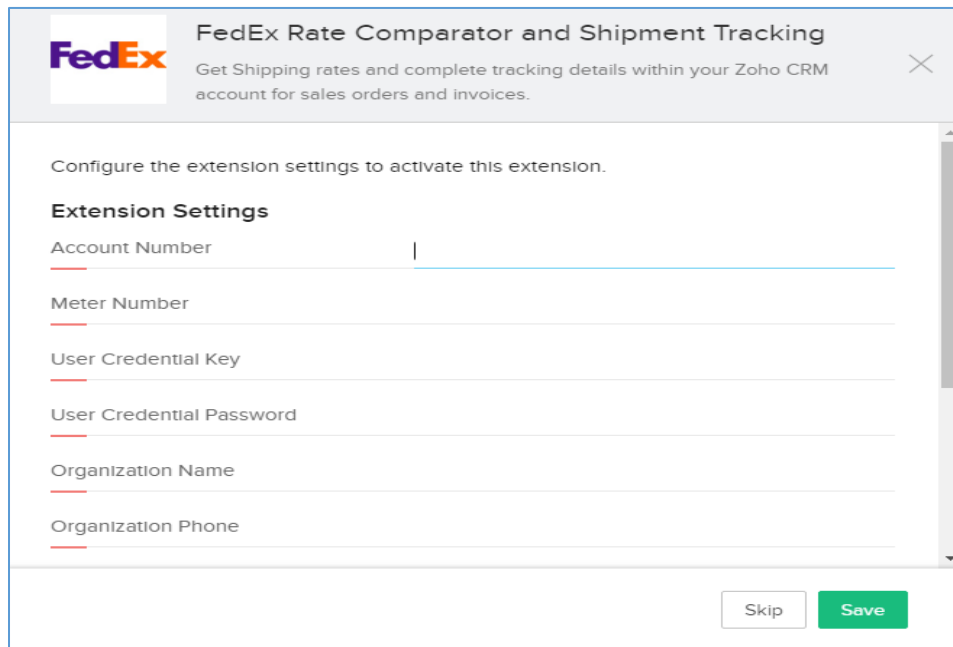 FedEx
FedEx Rate Comparator and Shipment Tracking
Get Shipping rates and complete tracking details within your Zoho CRM
account for sales orders and invoices.
Configure the extension settings to activate this extension.
Extension Settings
Account Number
Meter Number
User Credential Key
User Credential Password
Organization Name
Organization Phone
Skip
Save